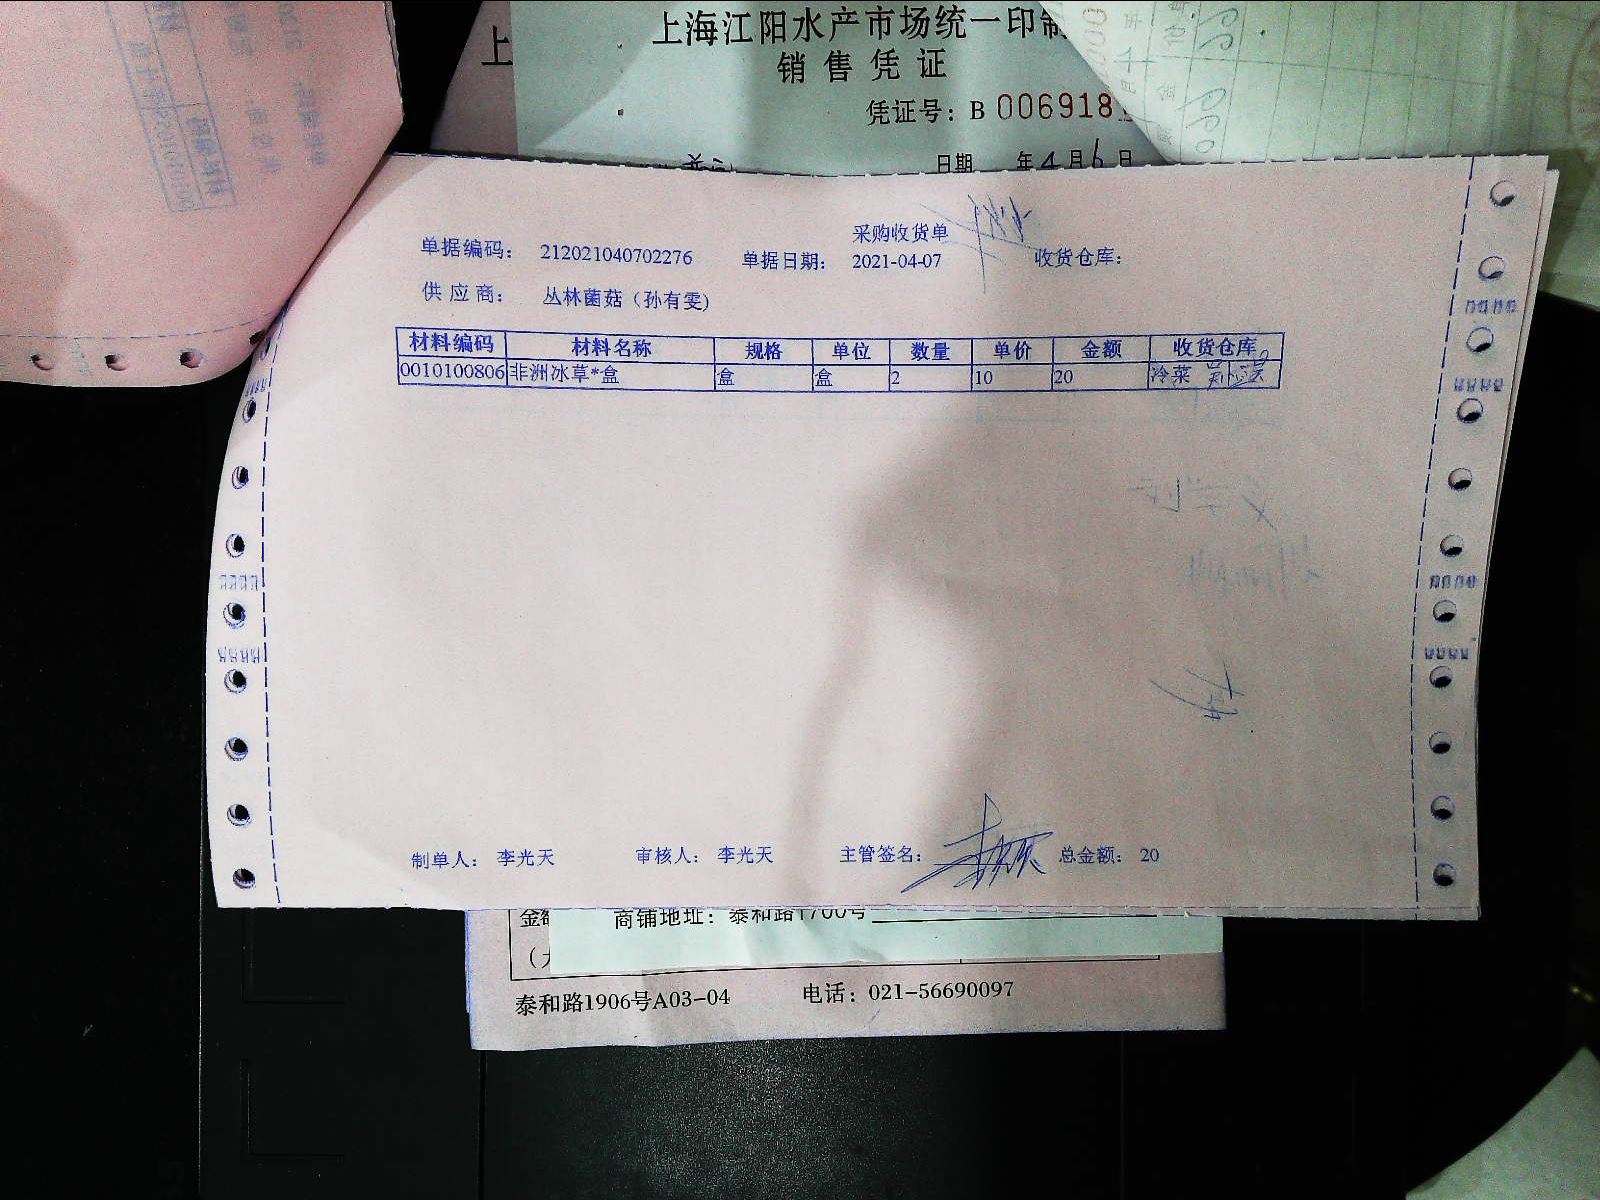 上海江阳水产市场统一印制
销售凭证
凭证号：B 006918
日期 年4月6日
采购收货单
单据编码： 212021040702276 单据日期： 2021-04-07 收货仓库：
供应商： 丛林菌菇（孙有雯）
材料编码 材料名称 规格 单位 数量 单价 金额 收货仓库
0010100806 非洲冰草*盒 盒 盒 2 10 20 冷菜
制单人： 李光天 审核人： 李光天 主管签名： 总金额： 20
商铺地址：泰和路1700号
泰和路1906号A03-04 电话：021-56690097